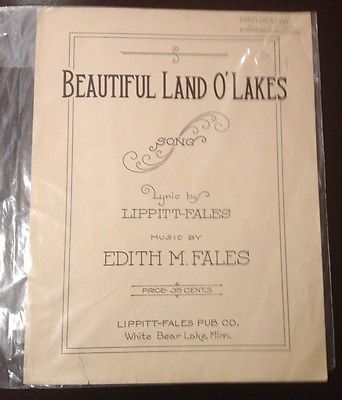 BEAUTIFUL LAND O'LAKES
SONG
Lyric by
LIPPITT-FALES
MUSIC BY
EDITH M. FALES
PRICE 35 CENTS
LIPPITT-FALES PUB CO.
White Bear Lake, Minn.